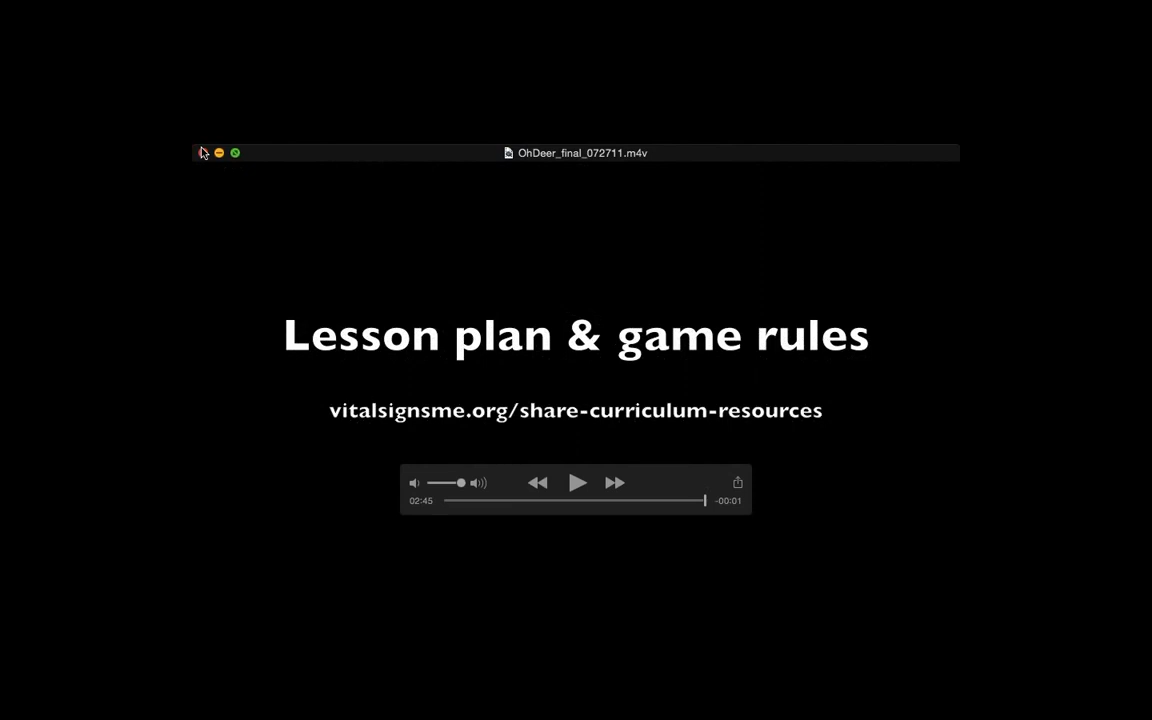 OhDeer_final_072711.m4v
Lesson plan & game rules
vitalsignsme.org/share-curriculum-resources
02:45
-00:01